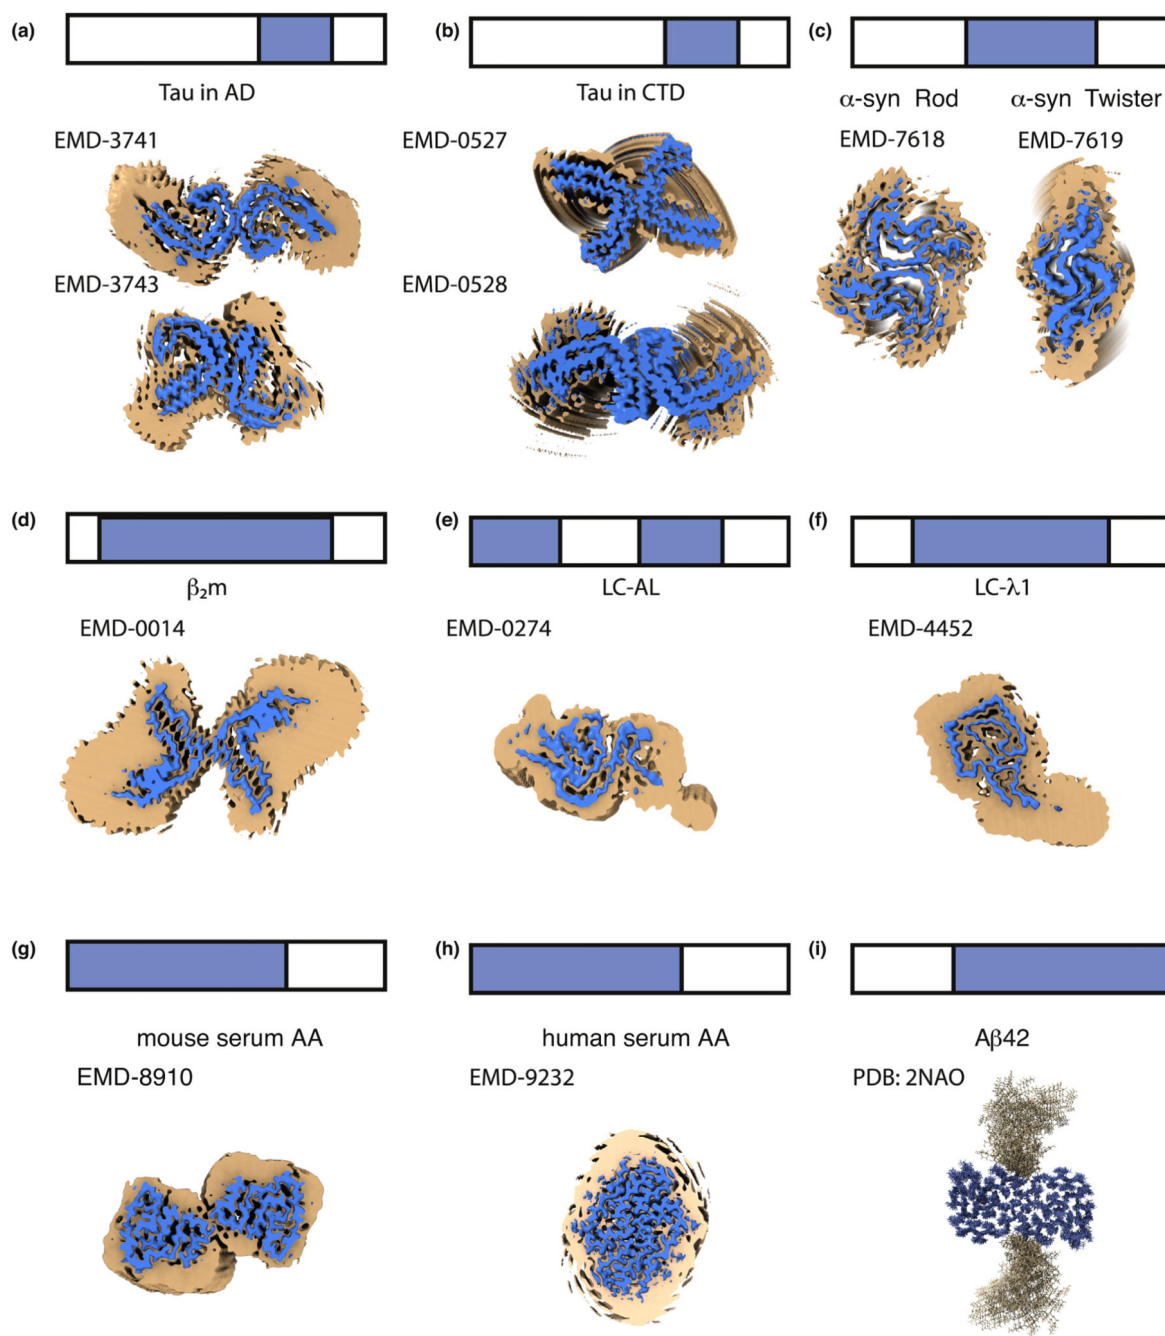 (a)
(b)
(c)
Tau in AD
Tau in CTD
α-syn Rod
α-syn Twister
EMD-3741
EMD-0527
EMD-7618
EMD-7619
EMD-3743
EMD-0528
(d)
(e)
(f)
β₂m
LC-AL
LC-λ1
EMD-0014
EMD-0274
EMD-4452
(g)
(h)
(i)
mouse serum AA
human serum AA
Aβ42
EMD-8910
EMD-9232
PDB: 2NAO